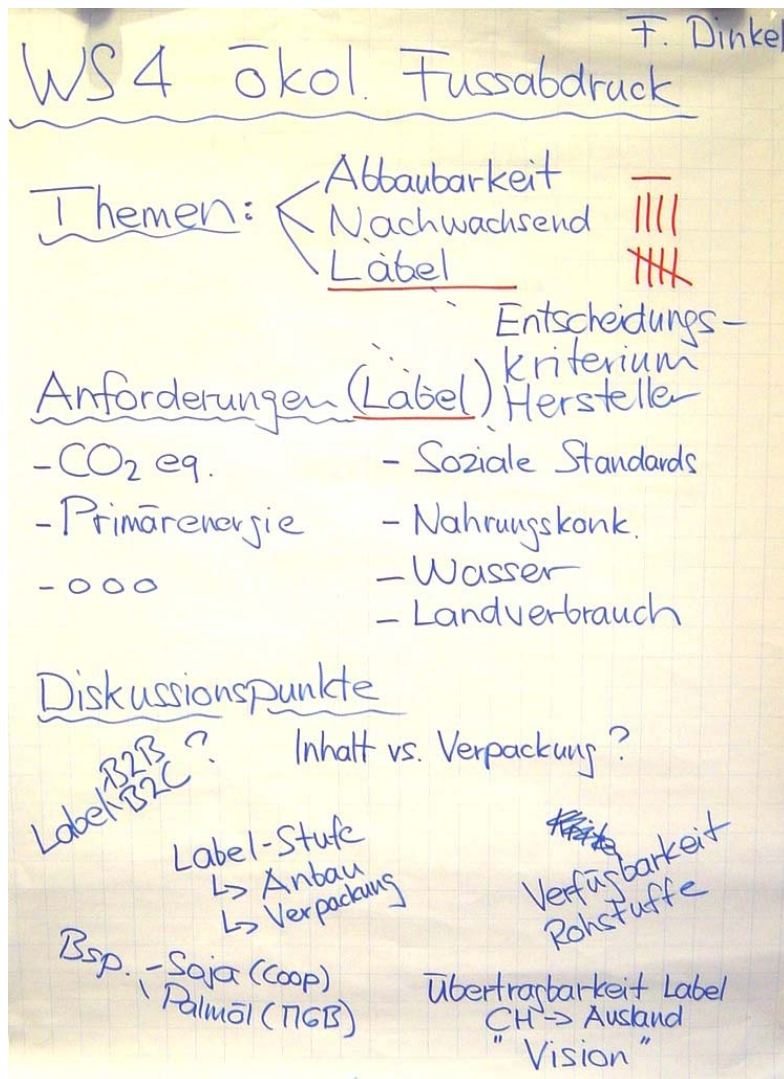 F. Dinkel
WS4 ökol. Fussabdruck
Themen:
Abbaubarkeit —
Nachwachsend ||||
Label ||||
Entscheidungs-
kriterium
Hersteller
Anforderungen (Label)
- CO₂ eq.
- Primärenergie
- ooo
- Soziale Standards
- Nahrungskonk.
- Wasser
- Landverbrauch
Diskussionspunkte
Label B2B ?
B2C
Inhalt vs. Verpackung?
Label-Stufe
↳ Anbau
↳ Verpackung
Verfügbarkeit
Rohstoffe
Bsp. - Soja (Coop)
\ Palmöl (MGB)
Übertragbarkeit Label
CH -> Ausland
"Vision"